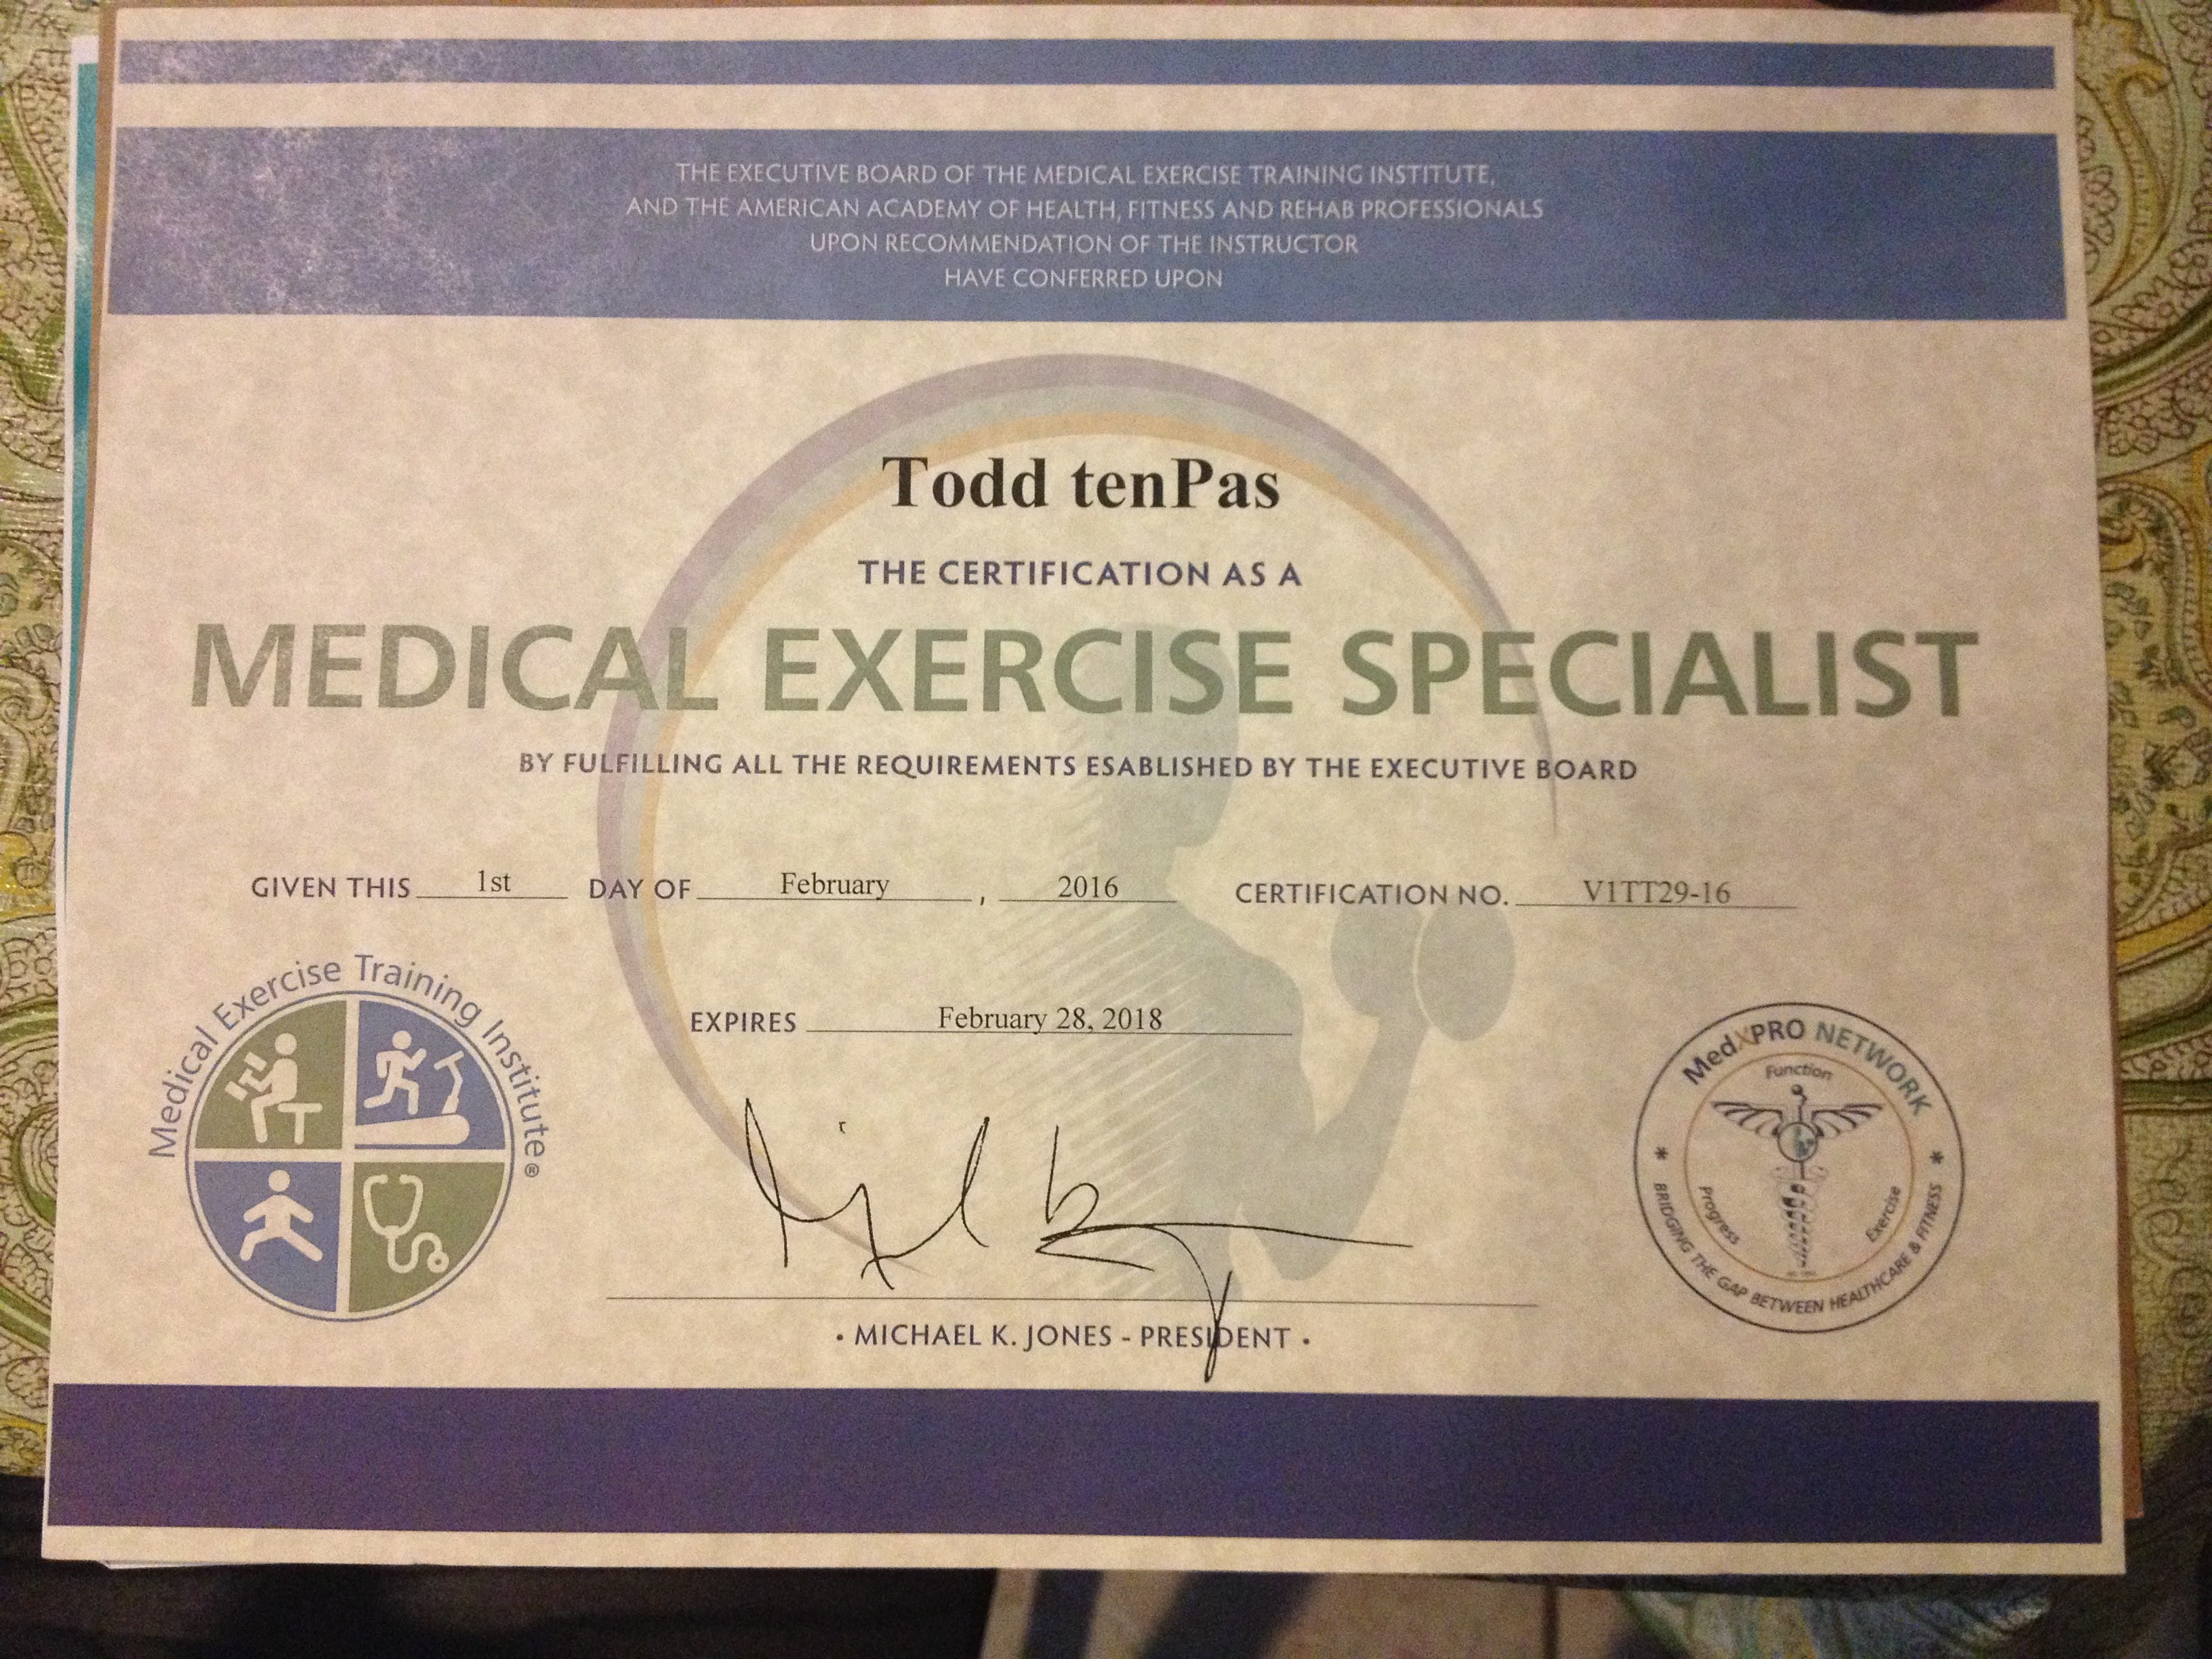 THE EXECUTIVE BOARD OF THE MEDICAL EXERCISE TRAINING INSTITUTE,
AND THE AMERICAN ACADEMY OF HEALTH, FITNESS AND REHAB PROFESSIONALS
UPON RECOMMENDATION OF THE INSTRUCTOR
HAVE CONFERRED UPON
Todd tenPas
THE CERTIFICATION AS A
MEDICAL EXERCISE SPECIALIST
BY FULFILLING ALL THE REQUIREMENTS ESABLISHED BY THE EXECUTIVE BOARD
GIVEN THIS 1st DAY OF February, 2016 CERTIFICATION NO. V1TT29-16
EXPIRES February 28, 2018
Medical Exercise Training Institute®
MedXPRO NETWORK
Function
Progress
Exercise
* BRIDGING THE GAP BETWEEN HEALTHCARE & FITNESS *
• MICHAEL K. JONES - PRESIDENT •